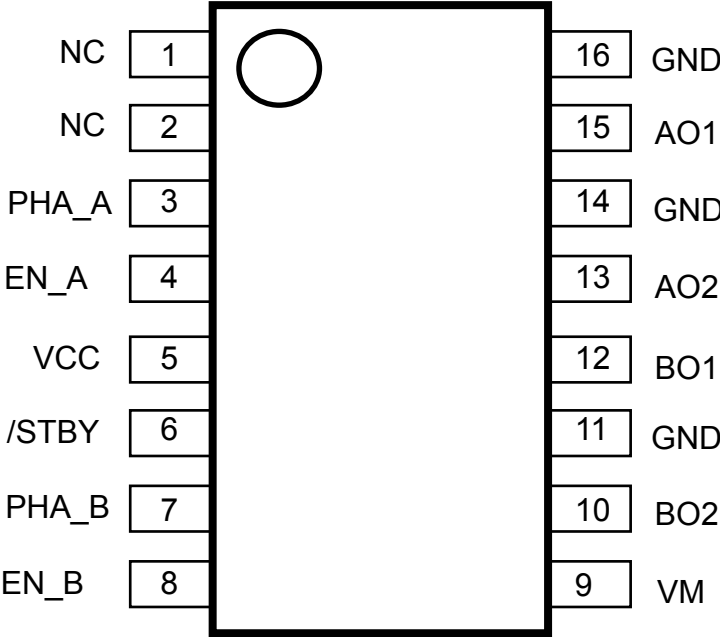 NC 1 16 GND
NC 2 15 AO1
PHA_A 3 14 GND
EN_A 4 13 AO2
VCC 5 12 BO1
/STBY 6 11 GND
PHA_B 7 10 BO2
EN_B 8 9 VM